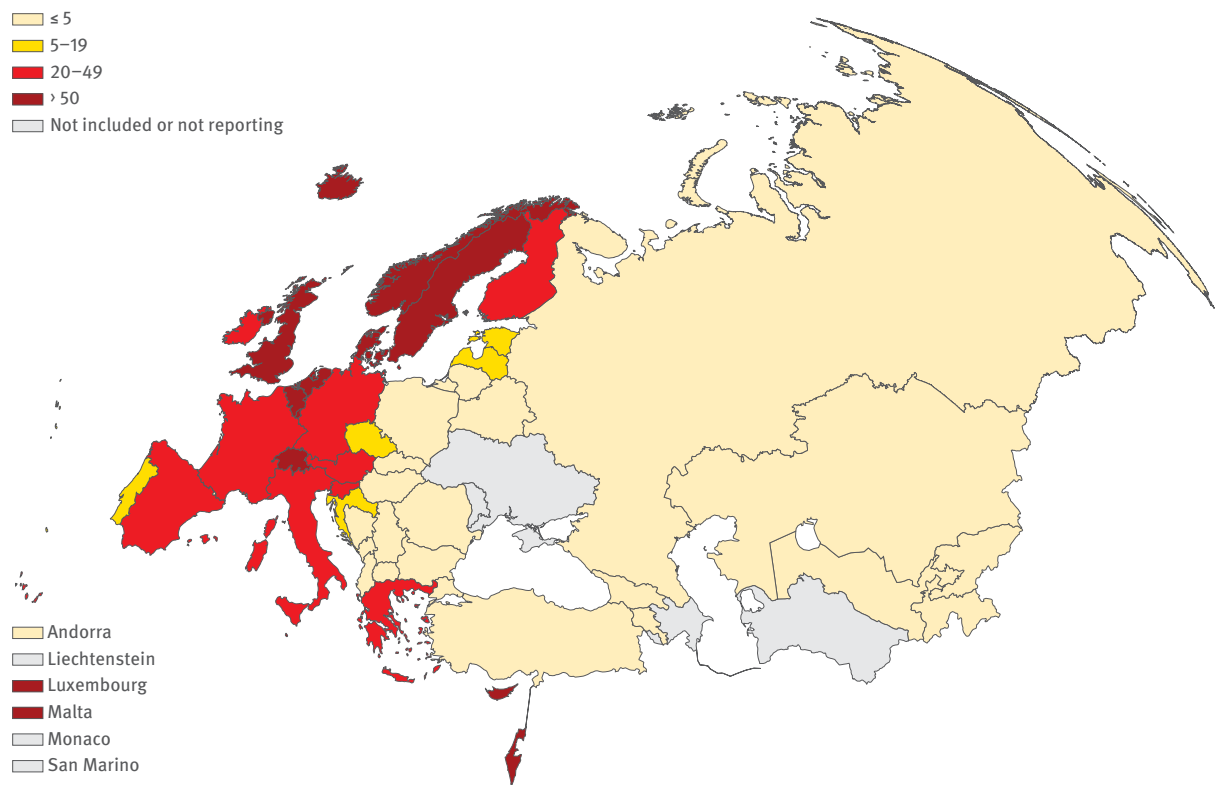 ≤ 5
5–19
20–49
> 50
Not included or not reporting
Andorra
Liechtenstein
Luxembourg
Malta
Monaco
San Marino